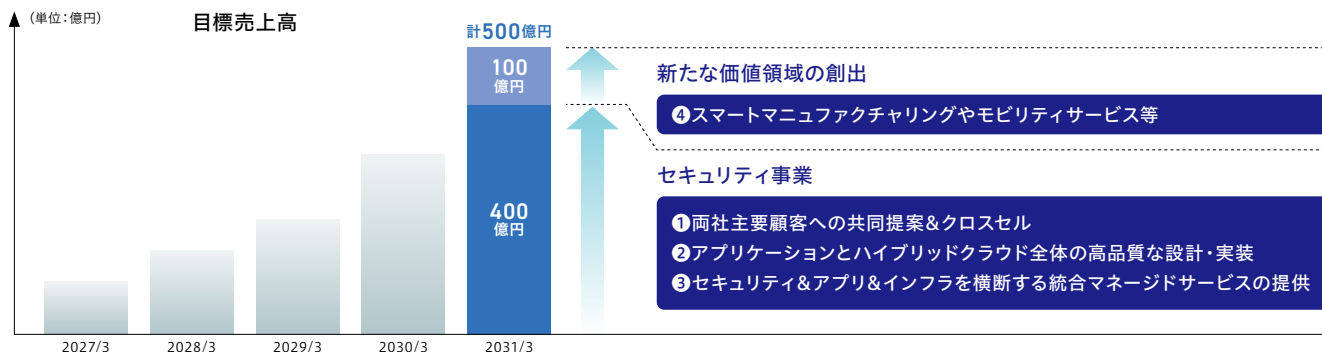 (単位:億円)
目標売上高
計500億円
100
億円
400
億円
2027/3
2028/3
2029/3
2030/3
2031/3
新たな価値領域の創出
❹スマートマニュファクチャリングやモビリティサービス等
セキュリティ事業
❶両社主要顧客への共同提案&クロスセル
❷アプリケーションとハイブリッドクラウド全体の高品質な設計・実装
❸セキュリティ&アプリ&インフラを横断する統合マネージドサービスの提供